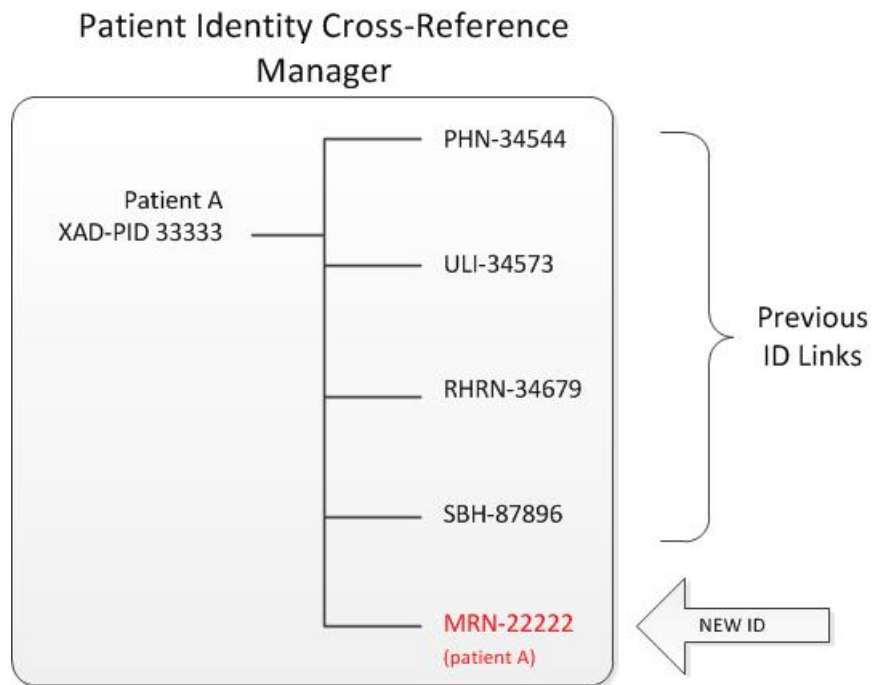 Patient Identity Cross-Reference
Manager
Patient A
XAD-PID 33333
PHN-34544
ULI-34573
RHRN-34679
SBH-87896
MRN-22222
(patient A)
Previous
ID Links
NEW ID